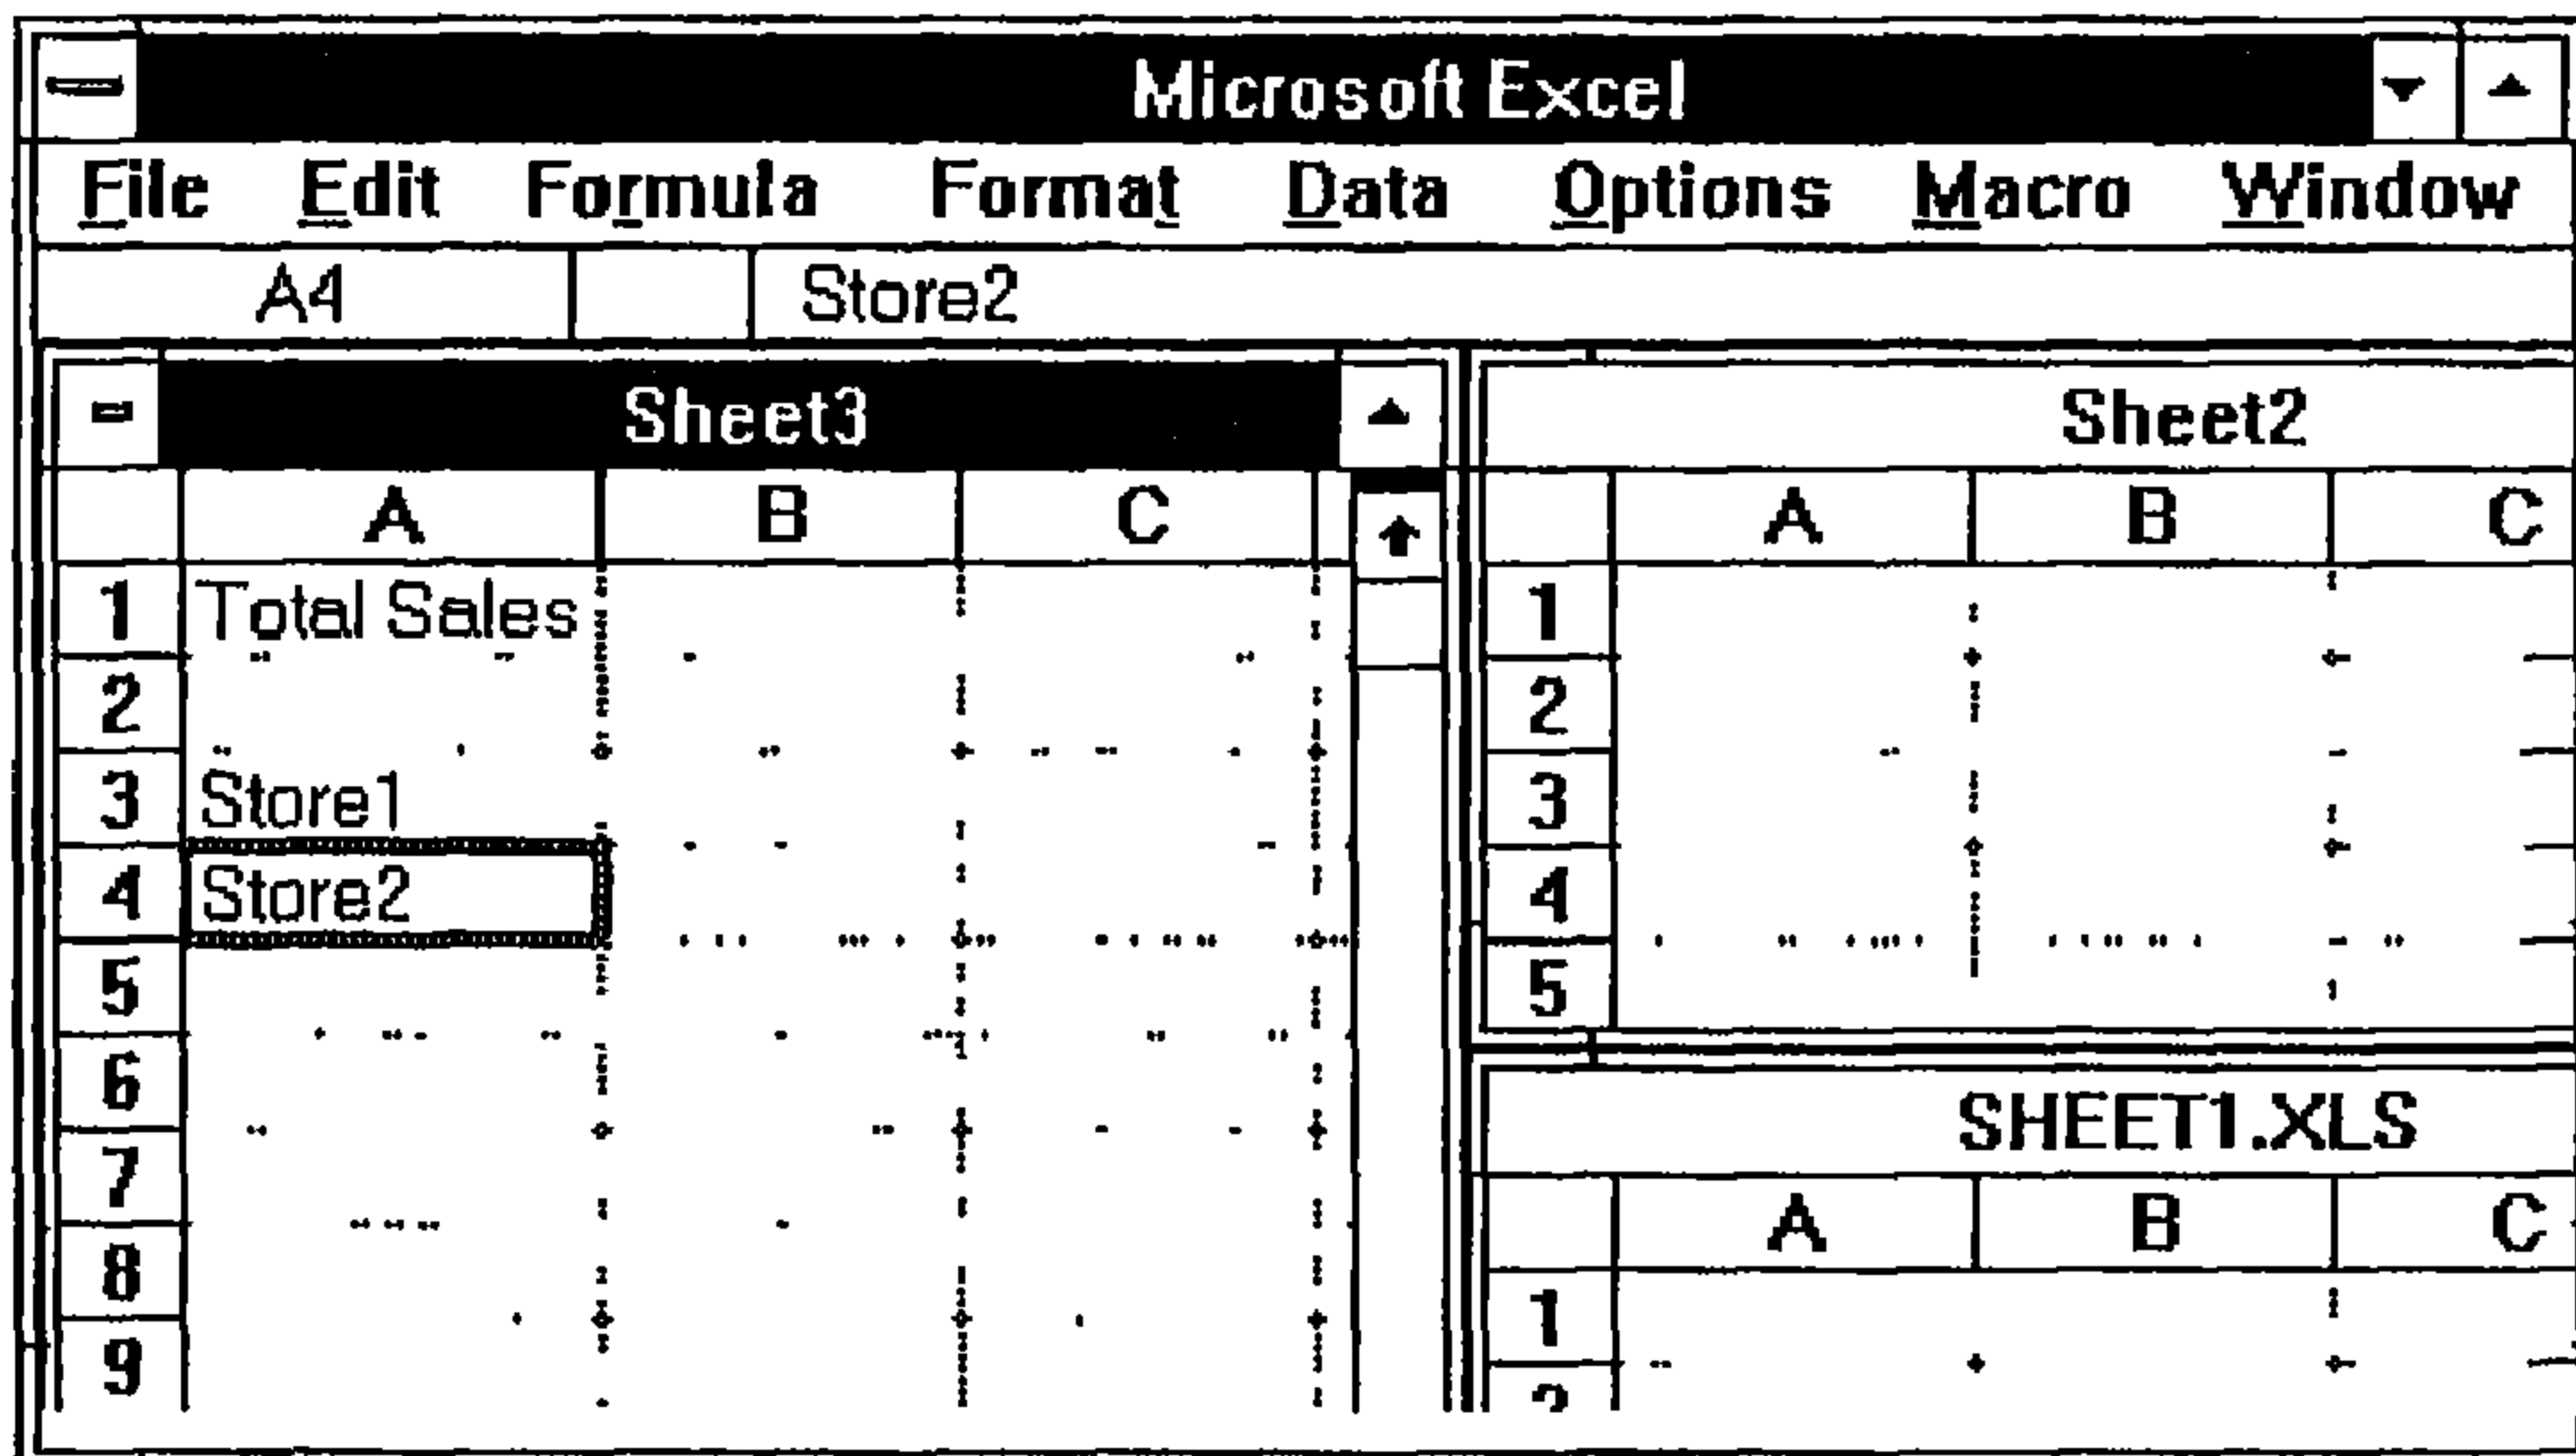 Microsoft Excel
File Edit Formula Format Data Options Macro Window
A4 Store2
Sheet3
A B C
1 Total Sales
2
3 Store1
4 Store2
5
6
7
8
9
Sheet2
A B C
1
2
3
4
5
SHEET1.XLS
A B C
1
2